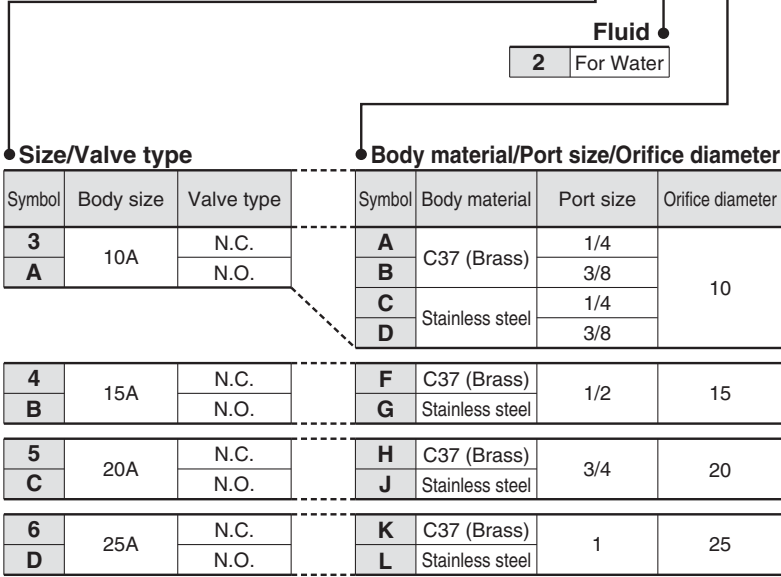 Fluid
2 For Water
Size/Valve type
Symbol Body size Valve type
3 10A N.C.
A N.O.
4 15A N.C.
B N.O.
5 20A N.C.
C N.O.
6 25A N.C.
D N.O.
Body material/Port size/Orifice diameter
Symbol Body material Port size Orifice diameter
A C37 (Brass) 1/4 10
B 3/8
C Stainless steel 1/4
D 3/8
F C37 (Brass) 1/2 15
G Stainless steel
H C37 (Brass) 3/4 20
J Stainless steel
K C37 (Brass) 1 25
L Stainless steel